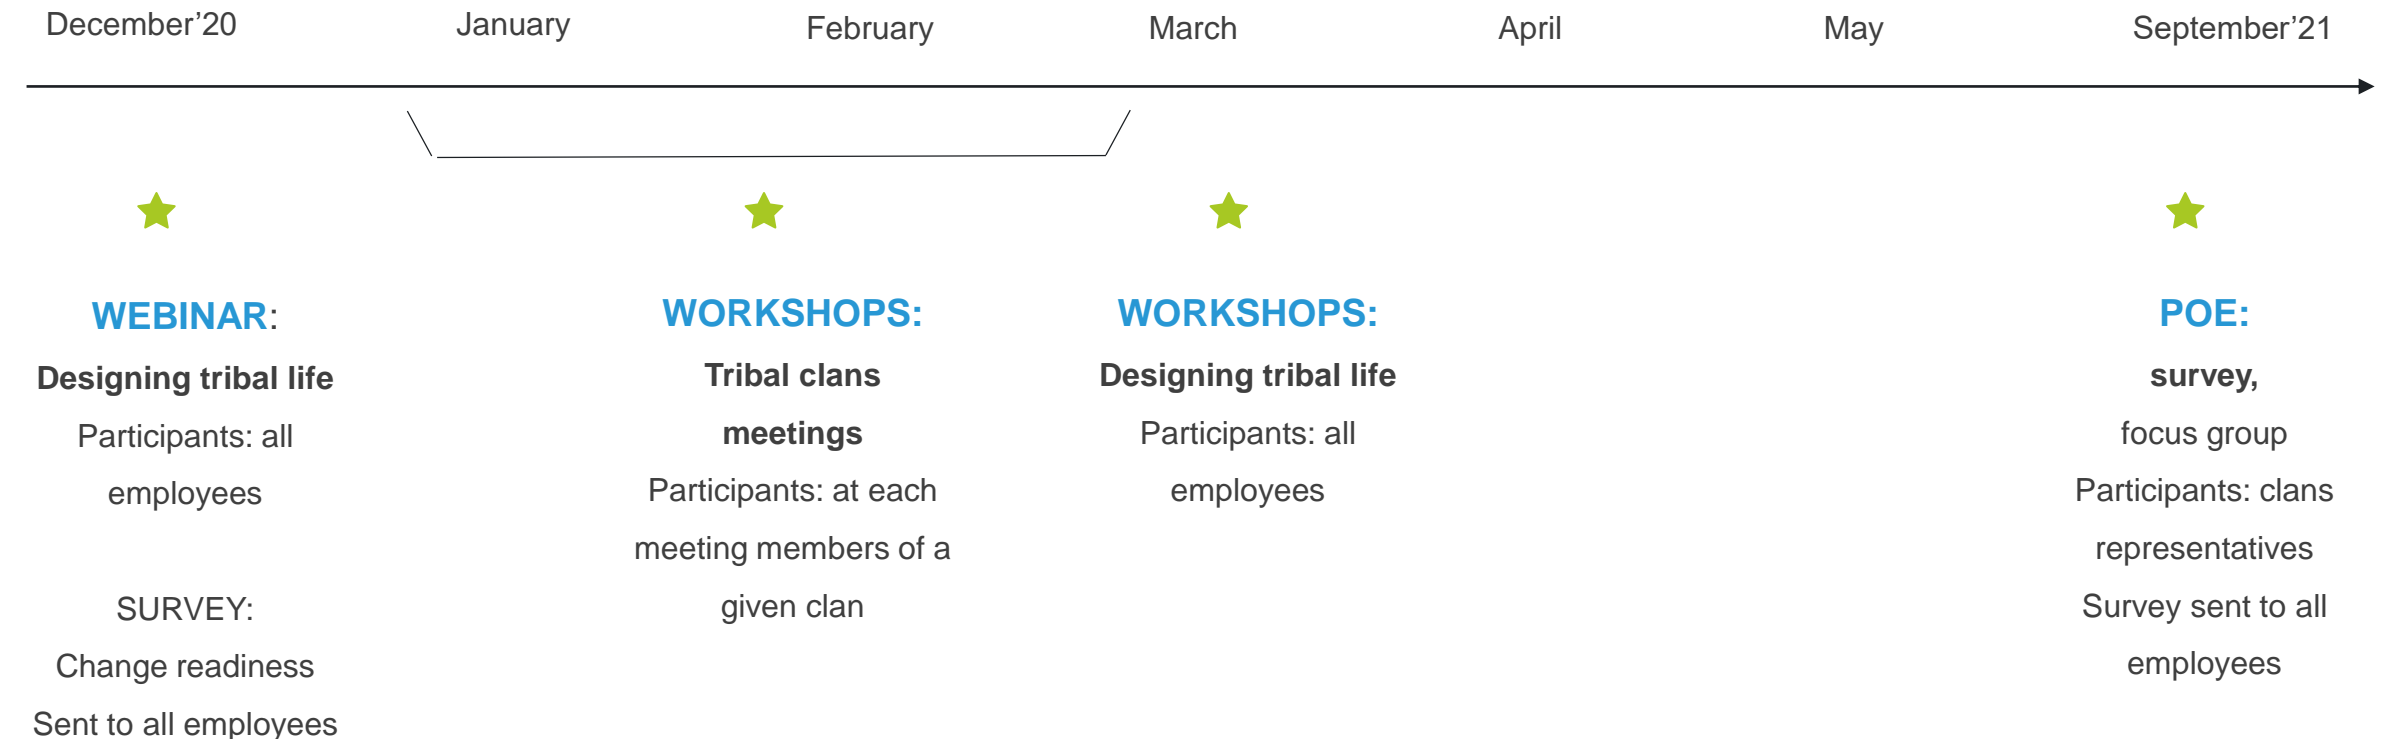 December’20
January
February
March
April
May
September’21
WEBINAR:
Designing tribal life
Participants: all
employees
SURVEY:
Change readiness
Sent to all employees
WORKSHOPS:
Tribal clans
meetings
Participants: at each
meeting members of a
given clan
WORKSHOPS:
Designing tribal life
Participants: all
employees
POE:
survey,
focus group
Participants: clans
representatives
Survey sent to all
employees